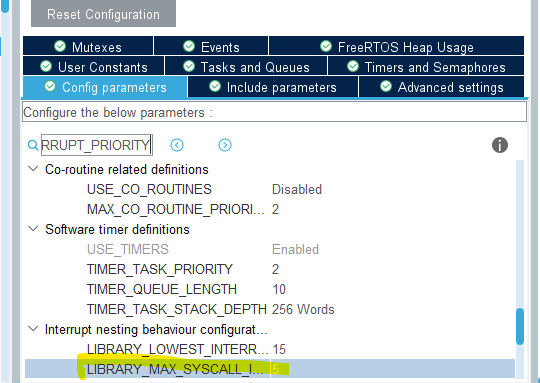 Reset Configuration
Mutexes Events FreeRTOS Heap Usage
User Constants Tasks and Queues Timers and Semaphores
Config parameters Include parameters Advanced settings
Configure the below parameters :
RRUPT_PRIORITY
Co-routine related definitions
USE_CO_ROUTINES Disabled
MAX_CO_ROUTINE_PRIORI... 2
Software timer definitions
USE_TIMERS Enabled
TIMER_TASK_PRIORITY 2
TIMER_QUEUE_LENGTH 10
TIMER_TASK_STACK_DEPTH 256 Words
Interrupt nesting behaviour configurat...
LIBRARY_LOWEST_INTERR... 15
LIBRARY_MAX_SYSCALL_I... 5